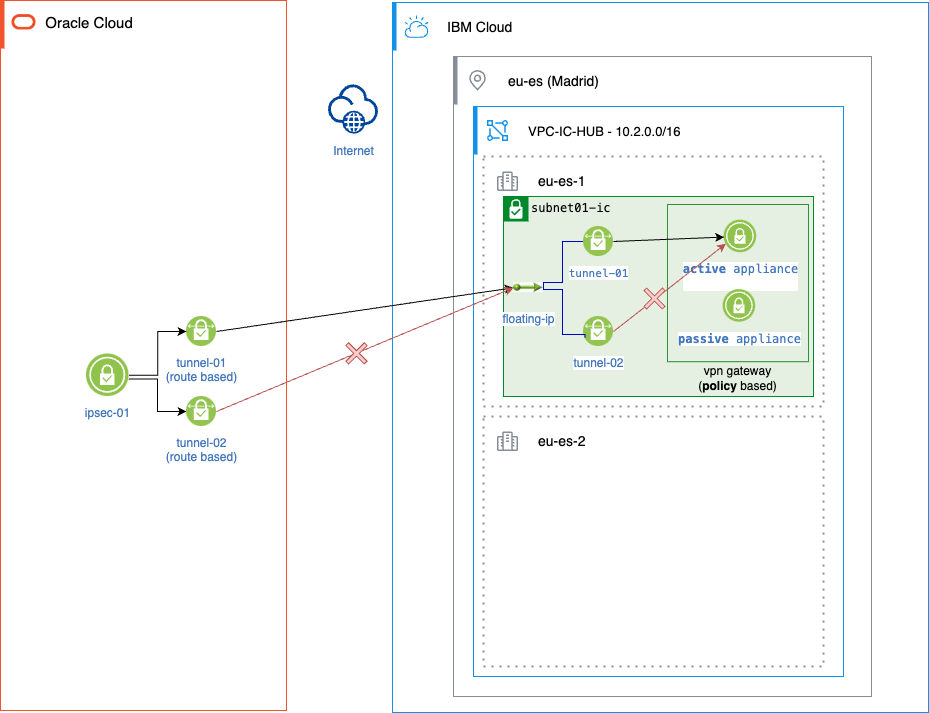 Oracle Cloud
IBM Cloud
eu-es (Madrid)
Internet
VPC-IC-HUB - 10.2.0.0/16
eu-es-1
subnet01-ic
tunnel-01
active appliance
floating-ip
passive appliance
tunnel-02
vpn gateway
(policy based)
tunnel-01
(route based)
ipsec-01
tunnel-02
(route based)
eu-es-2